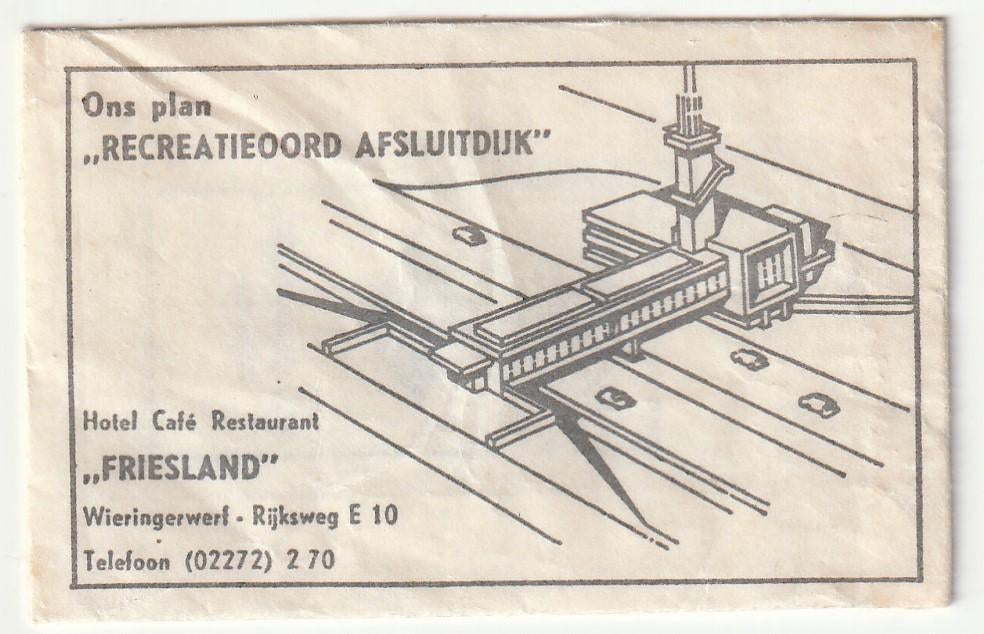 Ons plan
„RECREATIEOORD AFSLUITDIJK”
Hotel Café Restaurant
„FRIESLAND”
Wieringerwerf - Rijksweg E 10
Telefoon (02272) 2 70